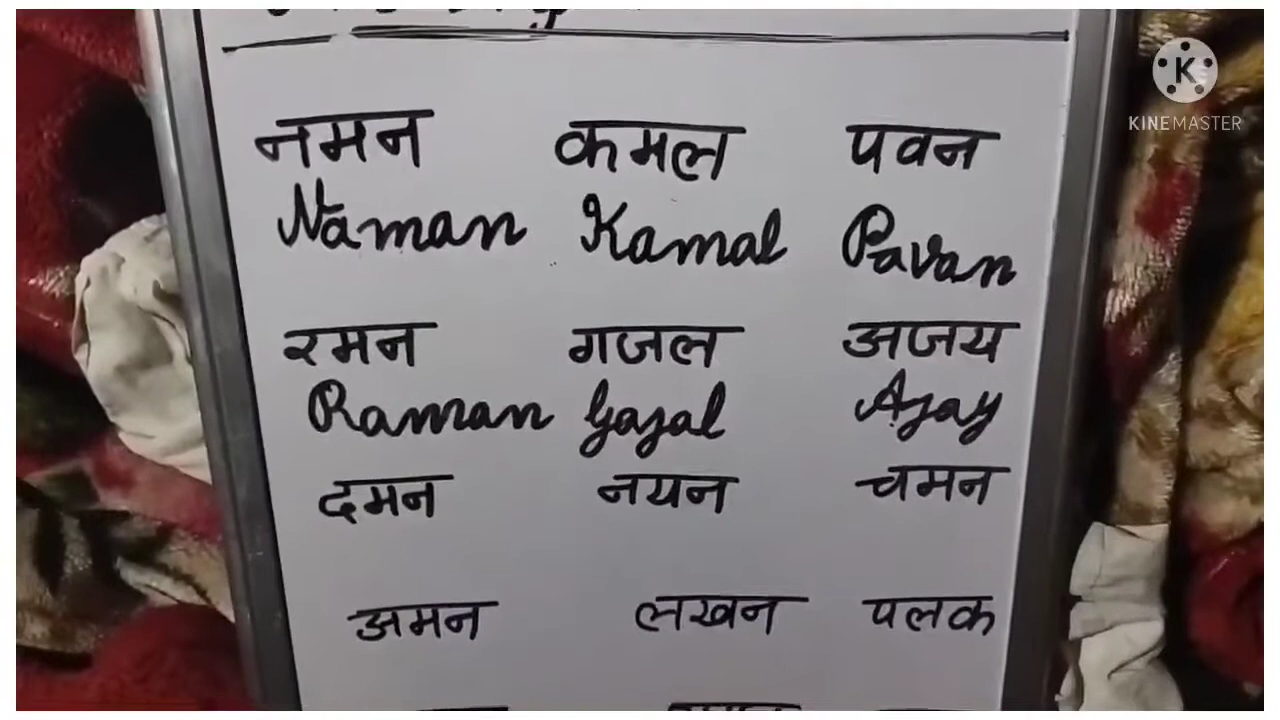 नमन कमल पवन
Naman Kamal Pavan
रमन गजल अजय
Raman Gajal Ajay
दमन नयन चमन
अमन लखन पलक
KINEMASTER